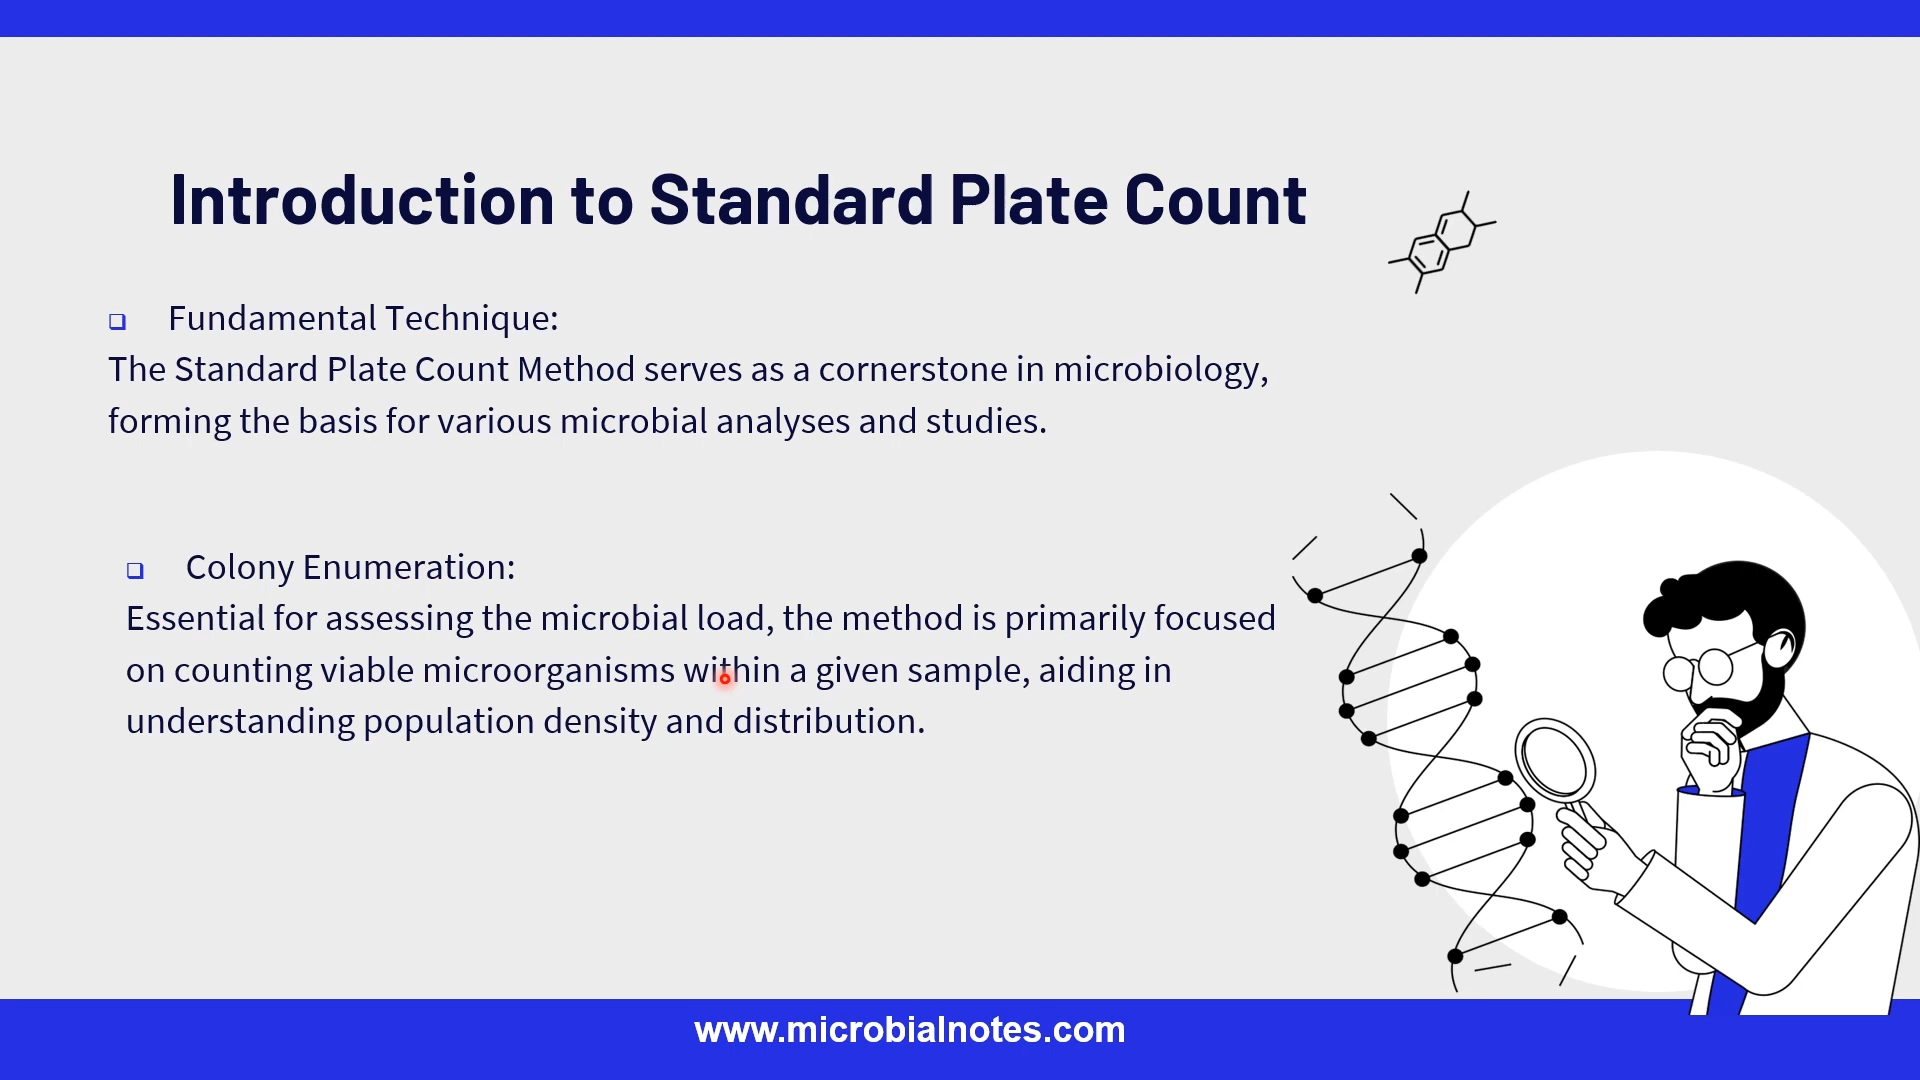 Introduction to Standard Plate Count
❑ Fundamental Technique:
The Standard Plate Count Method serves as a cornerstone in microbiology,
forming the basis for various microbial analyses and studies.
❑ Colony Enumeration:
Essential for assessing the microbial load, the method is primarily focused
on counting viable microorganisms within a given sample, aiding in
understanding population density and distribution.
www.microbialnotes.com